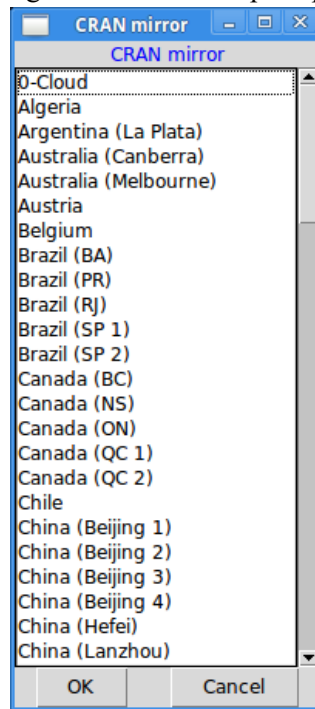 CRAN mirror
CRAN mirror
0-Cloud
Algeria
Argentina (La Plata)
Australia (Canberra)
Australia (Melbourne)
Austria
Belgium
Brazil (BA)
Brazil (PR)
Brazil (RJ)
Brazil (SP 1)
Brazil (SP 2)
Canada (BC)
Canada (NS)
Canada (ON)
Canada (QC 1)
Canada (QC 2)
Chile
China (Beijing 1)
China (Beijing 2)
China (Beijing 3)
China (Beijing 4)
China (Hefei)
China (Lanzhou)
OK Cancel